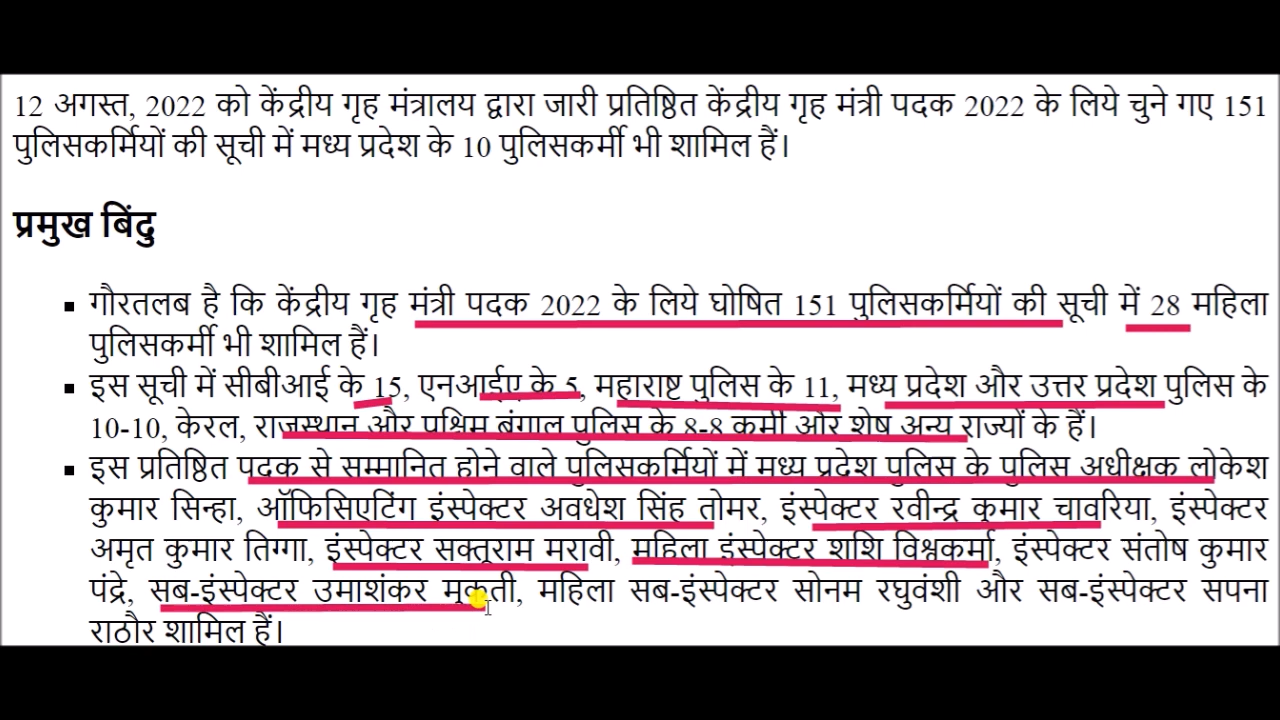 12 अगस्त, 2022 को केंद्रीय गृह मंत्रालय द्वारा जारी प्रतिष्ठित केंद्रीय गृह मंत्री पदक 2022 के लिये चुने गए 151
पुलिसकर्मियों की सूची में मध्य प्रदेश के 10 पुलिसकर्मी भी शामिल हैं।
प्रमुख बिंदु
▪ गौरतलब है कि केंद्रीय गृह मंत्री पदक 2022 के लिये घोषित 151 पुलिसकर्मियों की सूची में 28 महिला
पुलिसकर्मी भी शामिल हैं।
▪ इस सूची में सीबीआई के 15, एनआईए के 5, महाराष्ट्र पुलिस के 11, मध्य प्रदेश और उत्तर प्रदेश पुलिस के
10-10, केरल, राजस्थान और पश्चिम बंगाल पुलिस के 8-8 कर्मी और शेष अन्य राज्यों के हैं।
▪ इस प्रतिष्ठित पदक से सम्मानित होने वाले पुलिसकर्मियों में मध्य प्रदेश पुलिस के पुलिस अधीक्षक लोकेश
कुमार सिन्हा, ऑफिसिएटिंग इंस्पेक्टर अवधेश सिंह तोमर, इंस्पेक्टर रवीन्द्र कुमार चावरिया, इंस्पेक्टर
अमृत कुमार तिग्गा, इंस्पेक्टर सक्तूराम मरावी, महिला इंस्पेक्टर शशि विश्वकर्मा, इंस्पेक्टर संतोष कुमार
पंद्रे, सब-इंस्पेक्टर उमाशंकर मुकती, महिला सब-इंस्पेक्टर सोनम रघुवंशी और सब-इंस्पेक्टर सपना
राठौर शामिल हैं।